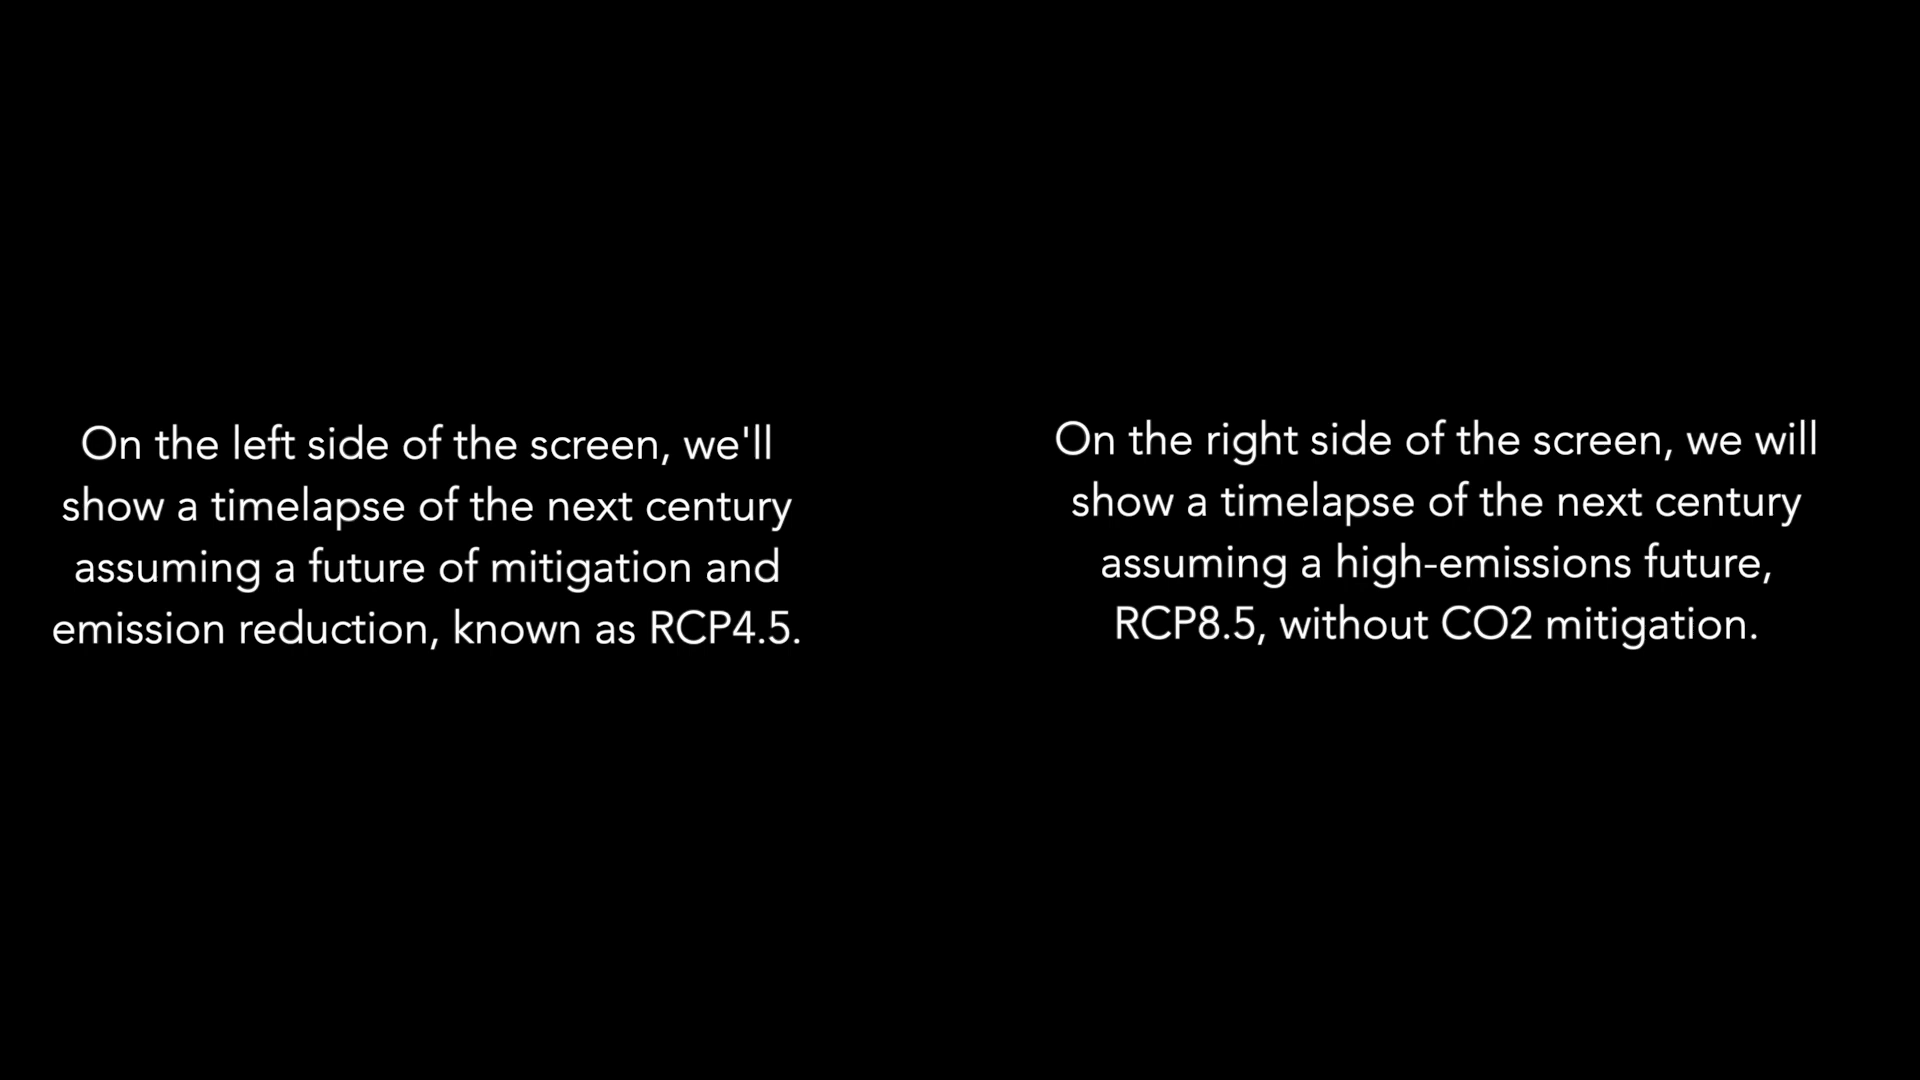 On the left side of the screen, we'll
show a timelapse of the next century
assuming a future of mitigation and
emission reduction, known as RCP4.5.
On the right side of the screen, we will
show a timelapse of the next century
assuming a high-emissions future,
RCP8.5, without CO2 mitigation.